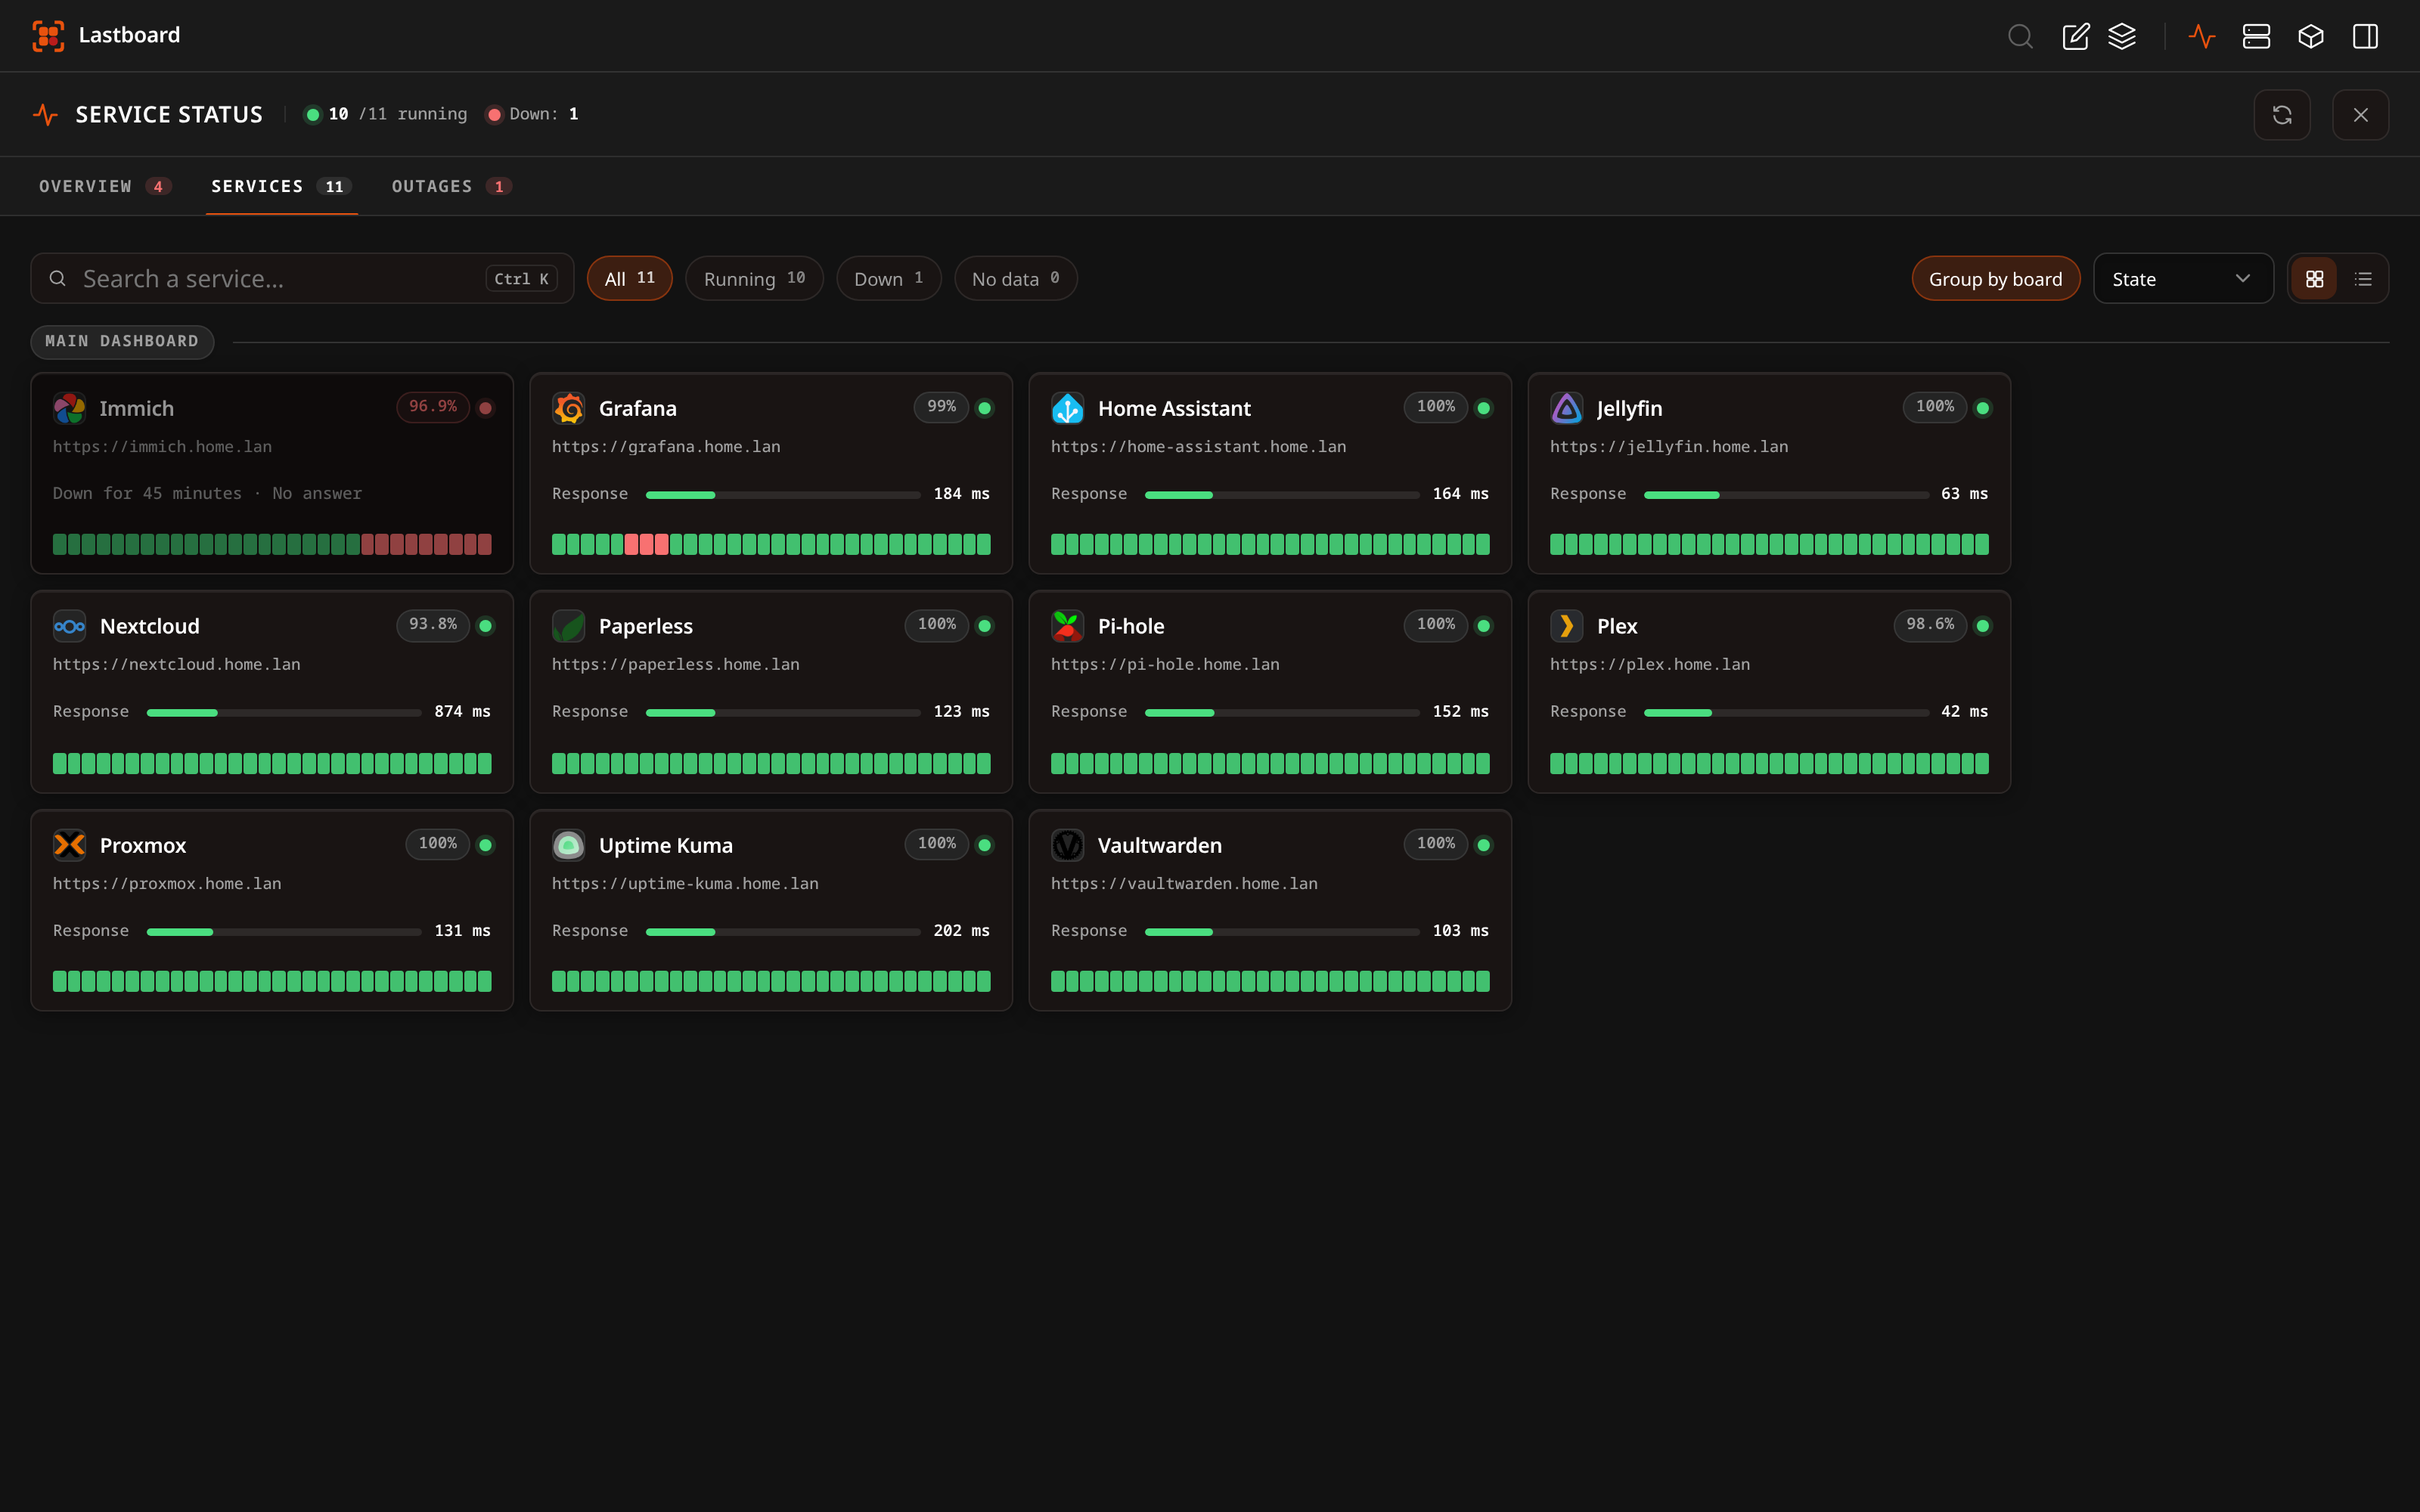 Lastboard
SERVICE STATUS 10 /11 running Down: 1
OVERVIEW 4 SERVICES 11 OUTAGES 1
Search a service... Ctrl K All 11 Running 10 Down 1 No data 0 Group by board State
MAIN DASHBOARD
Immich 96.9%
https://immich.home.lan
Down for 45 minutes · No answer
Grafana 99%
https://grafana.home.lan
Response 184 ms
Home Assistant 100%
https://home-assistant.home.lan
Response 164 ms
Jellyfin 100%
https://jellyfin.home.lan
Response 63 ms
Nextcloud 93.8%
https://nextcloud.home.lan
Response 874 ms
Paperless 100%
https://paperless.home.lan
Response 123 ms
Pi-hole 100%
https://pi-hole.home.lan
Response 152 ms
Plex 98.6%
https://plex.home.lan
Response 42 ms
Proxmox 100%
https://proxmox.home.lan
Response 131 ms
Uptime Kuma 100%
https://uptime-kuma.home.lan
Response 202 ms
Vaultwarden 100%
https://vaultwarden.home.lan
Response 103 ms